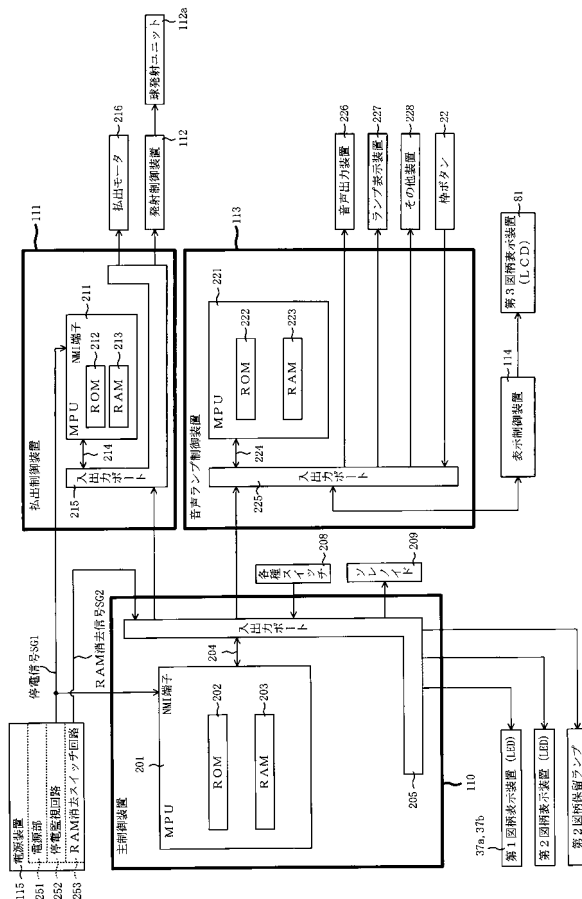 115
電源装置
251
電源部
252
停電監視回路
253
RAM消去スイッチ回路
停電信号SG1
RAM消去信号SG2
111
払出制御装置
211
MPU
NMI端子
212
ROM
213
RAM
214
215
入出力ポート
払出モータ
216
発射制御装置
112
球発射ユニット
112a
主制御装置
201
MPU
NMI端子
202
ROM
203
RAM
204
入出力ポート
205
110
各種スイッチ
208
ソレノイド
209
113
音声ランプ制御装置
221
MPU
222
ROM
223
RAM
224
225
入出力ポート
音声出力装置
226
ランプ表示装置
227
その他装置
228
枠ボタン
22
表示制御装置
114
第3図柄表示装置
(LCD)
81
37a, 37b
第1図柄表示装置 (LED)
第2図柄表示装置 (LED)
第2図柄保留ランプ